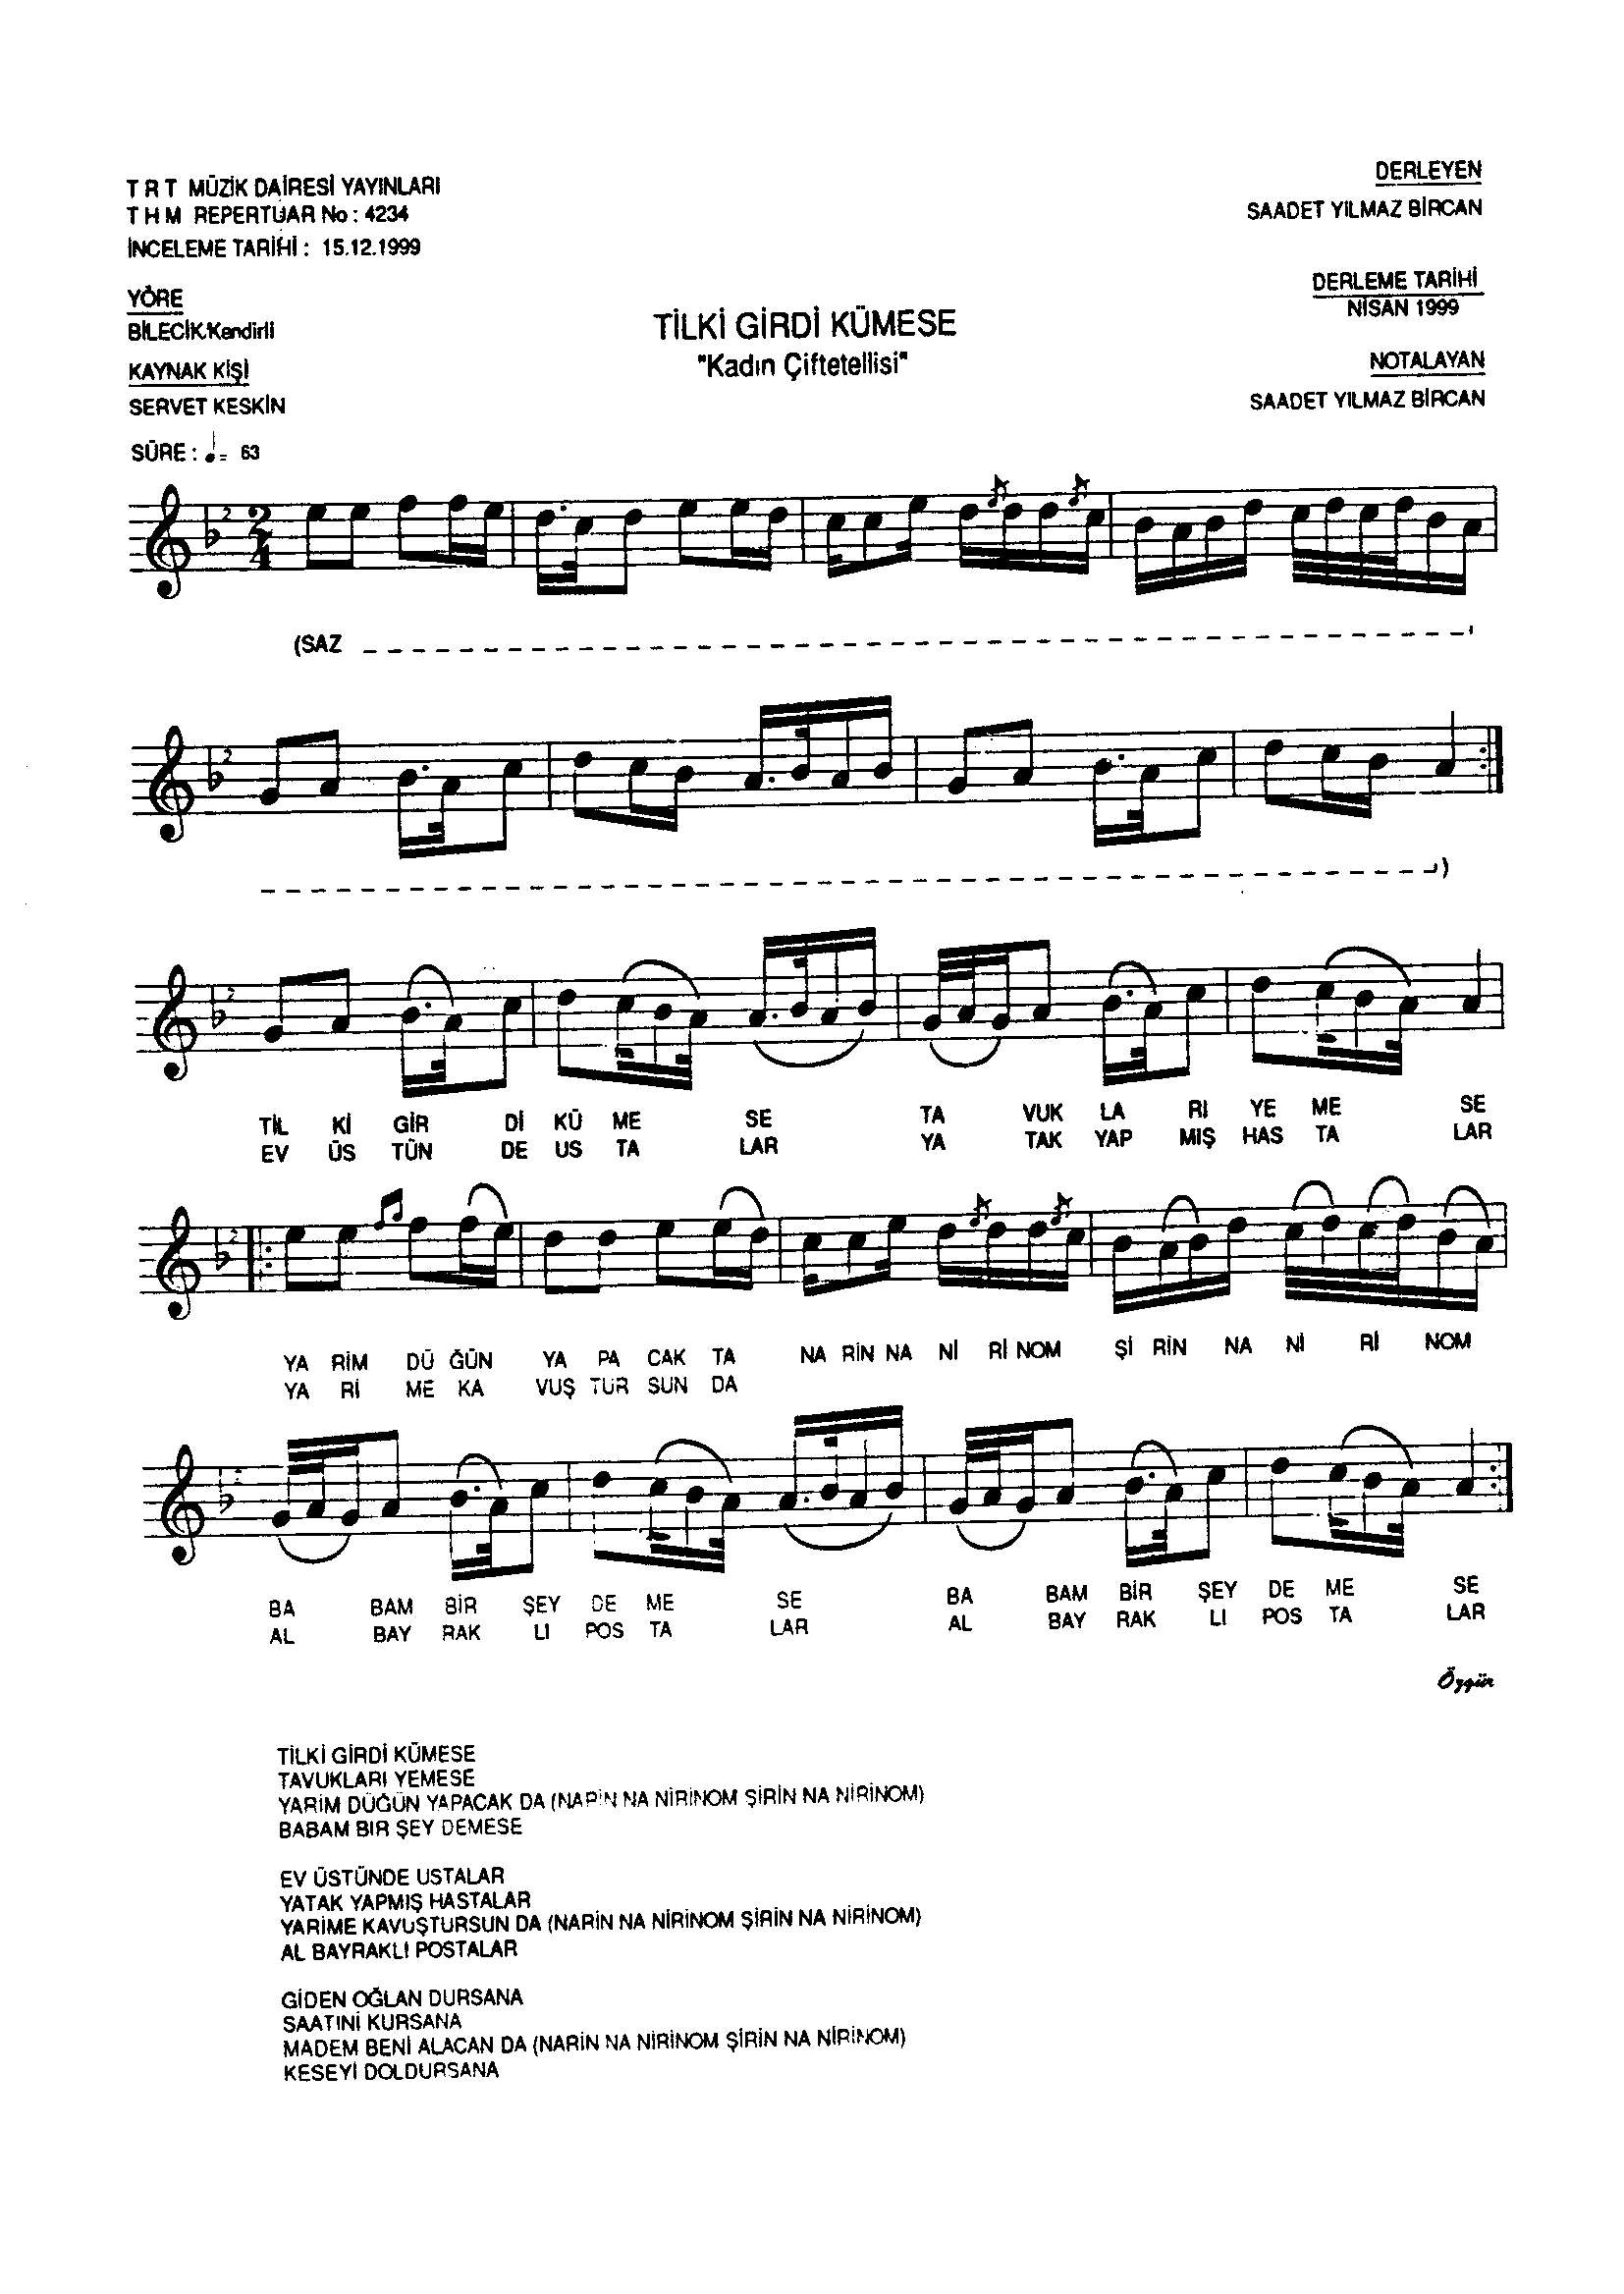 T R T MÜZİK DAİRESİ YAYINLARI
T H M REPERTUAR No : 4234
İNCELEME TARİHİ : 15.12.1999
DERLEYEN
SAADET YILMAZ BİRCAN
YÖRE
BİLECİK/Kendirli
DERLEME TARİHİ
NİSAN 1999
TİLKİ GİRDİ KÜMESE
"Kadın Çiftetellisi"
KAYNAK KİŞİ
SERVET KESKİN
NOTALAYAN
SAADET YILMAZ BİRCAN
SÜRE : ♩. = 63
2
2
4
(SAZ
2
)
2
TİL Kİ GİR Dİ KÜ ME SE TA VUK LA RI YE ME SE
EV ÜS TÜN DE US TA LAR YA TAK YAP MIŞ HAS TA LAR
2
YA RİM DÜ ĞÜN YA PA CAK TA NA RİN NA Nİ Rİ NOM Şİ RİN NA Nİ Rİ NOM
YA Rİ ME KA VUŞ TUR SUN DA
BA BAM BİR ŞEY DE ME SE BA BAM BİR ŞEY DE ME SE
AL BAY RAK LI POS TA LAR AL BAY RAK LI POS TA LAR
Özgür
TİLKİ GİRDİ KÜMESE
TAVUKLARI YEMESE
YARİM DÜĞÜN YAPACAK DA (NARİN NA NİRİNOM ŞİRİN NA NİRİNOM)
BABAM BIR ŞEY DEMESE
EV ÜSTÜNDE USTALAR
YATAK YAPMIŞ HASTALAR
YARİME KAVUŞTURSUN DA (NARİN NA NİRİNOM ŞİRİN NA NİRİNOM)
AL BAYRAKLI POSTALAR
GİDEN OĞLAN DURSANA
SAATINİ KURSANA
MADEM BENİ ALACAN DA (NARİN NA NİRİNOM ŞİRİN NA NİRİNOM)
KESEYİ DOLDURSANA